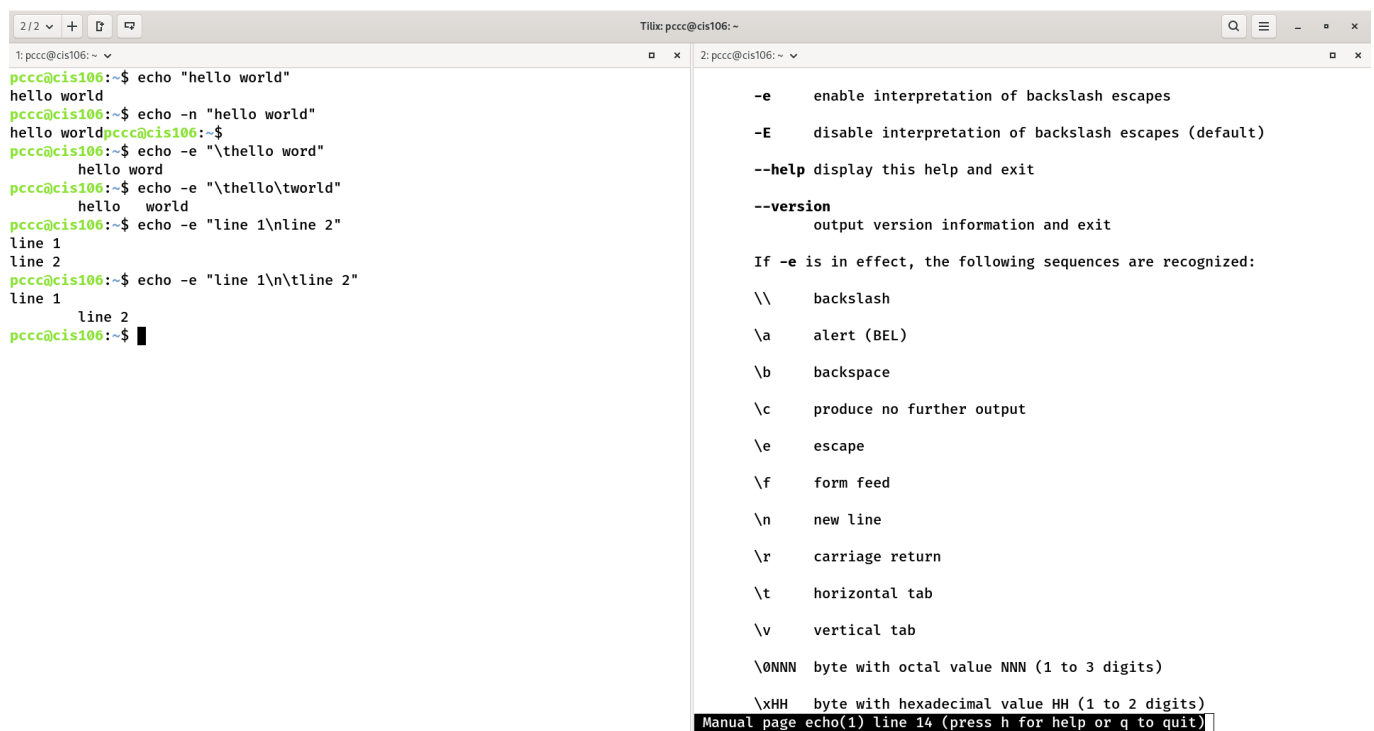 2 / 2
Tilix: pccc@cis106: ~
1: pccc@cis106: ~
pccc@cis106:~$ echo "hello world"
hello world
pccc@cis106:~$ echo -n "hello world"
hello worldpccc@cis106:~$
pccc@cis106:~$ echo -e "\thello word"
        hello word
pccc@cis106:~$ echo -e "\thello\tworld"
        hello   world
pccc@cis106:~$ echo -e "line 1\nline 2"
line 1
line 2
pccc@cis106:~$ echo -e "line 1\n\tline 2"
line 1
        line 2
pccc@cis106:~$
2: pccc@cis106: ~
-e     enable interpretation of backslash escapes
-E     disable interpretation of backslash escapes (default)
--help display this help and exit
--version
       output version information and exit
If -e is in effect, the following sequences are recognized:
\\     backslash
\a     alert (BEL)
\b     backspace
\c     produce no further output
\e     escape
\f     form feed
\n     new line
\r     carriage return
\t     horizontal tab
\v     vertical tab
\0NNN  byte with octal value NNN (1 to 3 digits)
\xHH   byte with hexadecimal value HH (1 to 2 digits)
Manual page echo(1) line 14 (press h for help or q to quit)